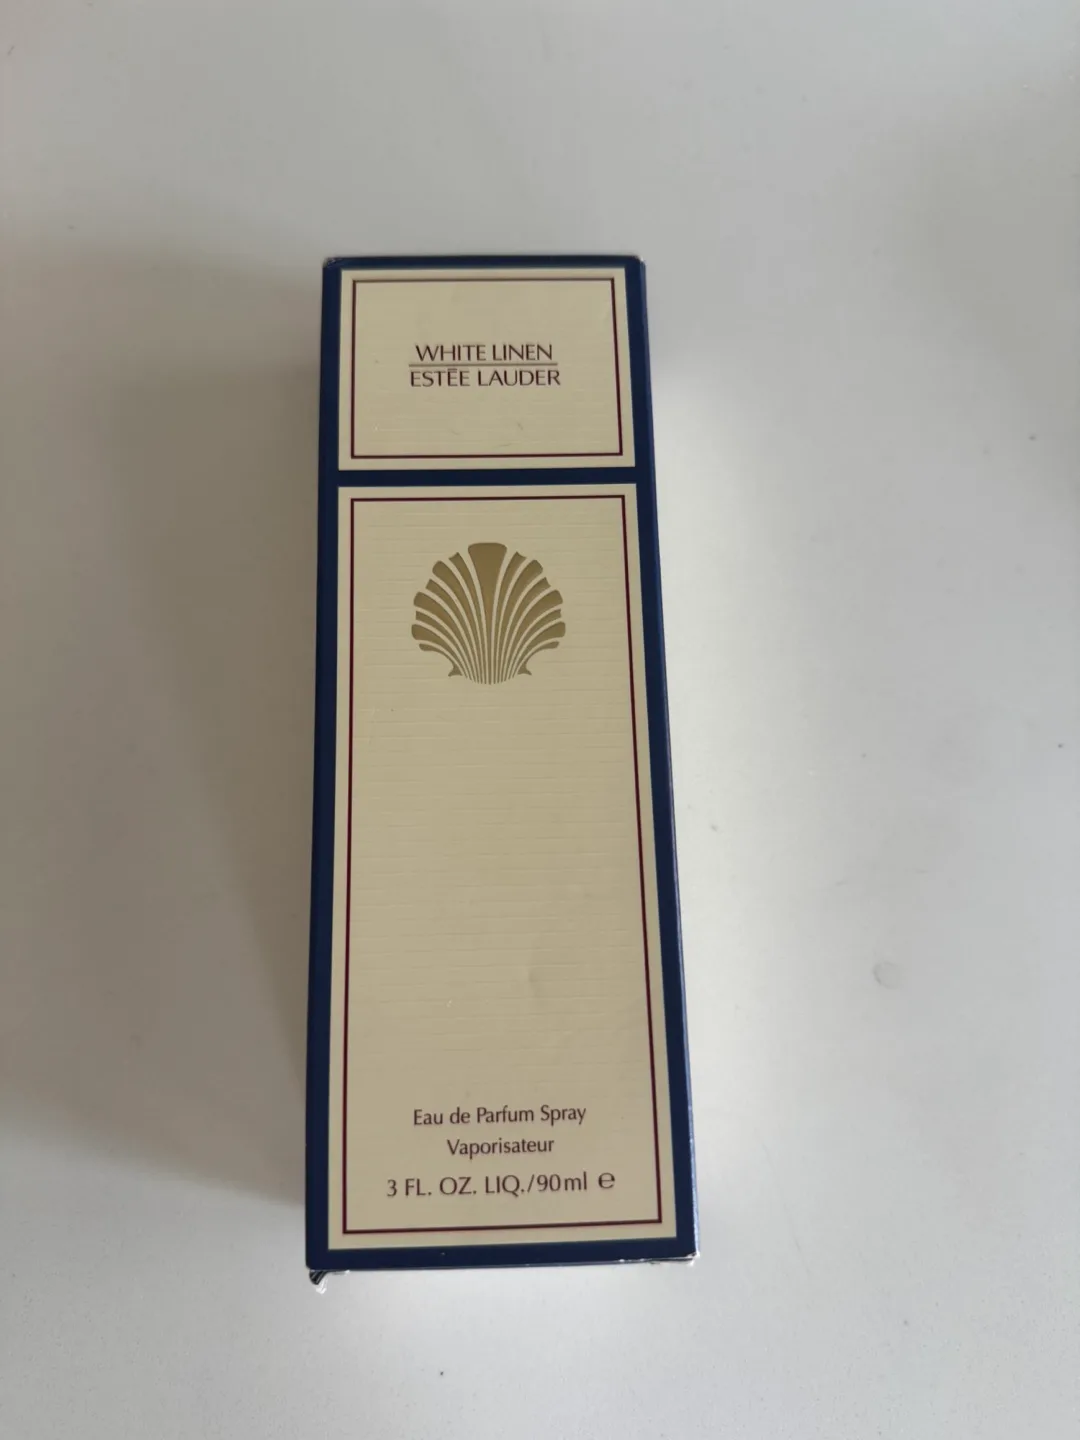 WHITE LINEN
ESTĒE LAUDER
Eau de Parfum Spray
Vaporisateur
3 FL. OZ. LIQ./90ml ℮